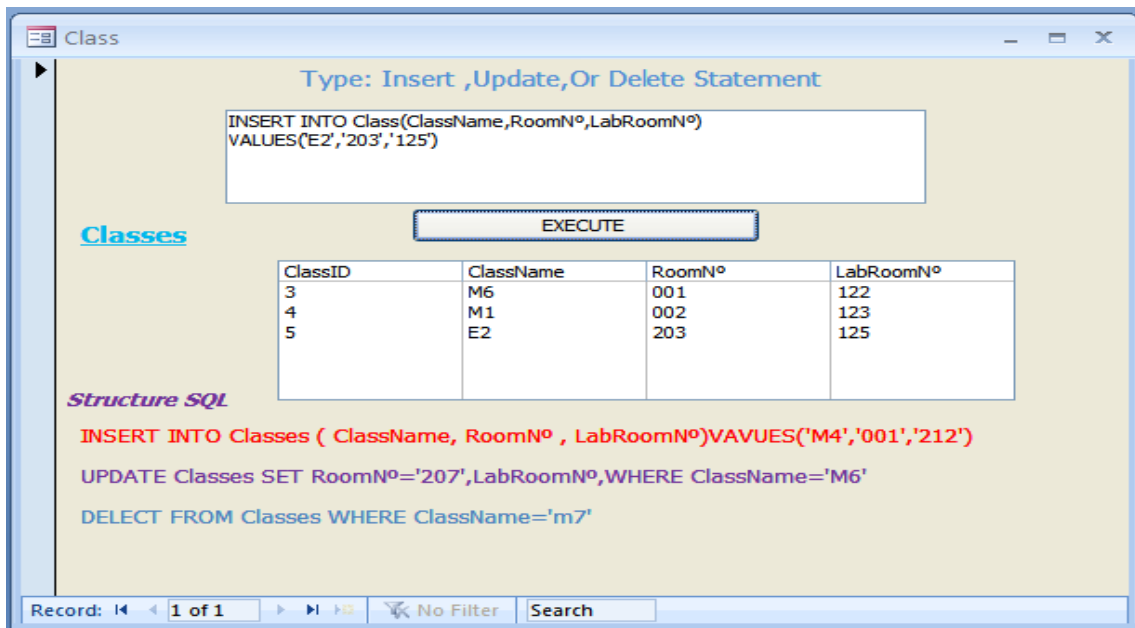 Class
Type: Insert ,Update,Or Delete Statement
INSERT INTO Class(ClassName,RoomNº,LabRoomNº)
VALUES('E2','203','125')
EXECUTE
Classes
ClassID ClassName RoomNº LabRoomNº
3 M6 001 122
4 M1 002 123
5 E2 203 125
Structure SQL
INSERT INTO Classes ( ClassName, RoomNº , LabRoomNº)VAVUES('M4','001','212')
UPDATE Classes SET RoomNº='207',LabRoomNº,WHERE ClassName='M6'
DELECT FROM Classes WHERE ClassName='m7'
Record: 1 of 1 No Filter Search